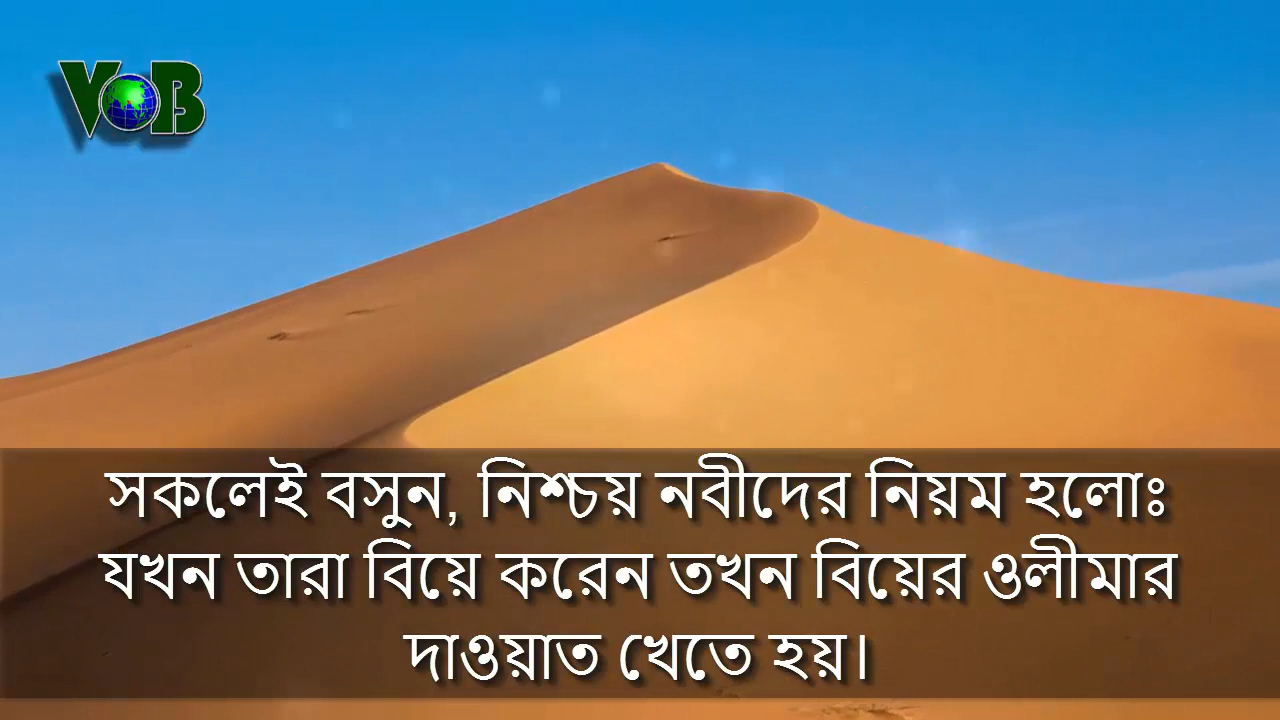 VOB
সকলেই বসুন, নিশ্চয় নবীদের নিয়ম হলোঃ
যখন তারা বিয়ে করেন তখন বিয়ের ওলীমার
দাওয়াত খেতে হয়।